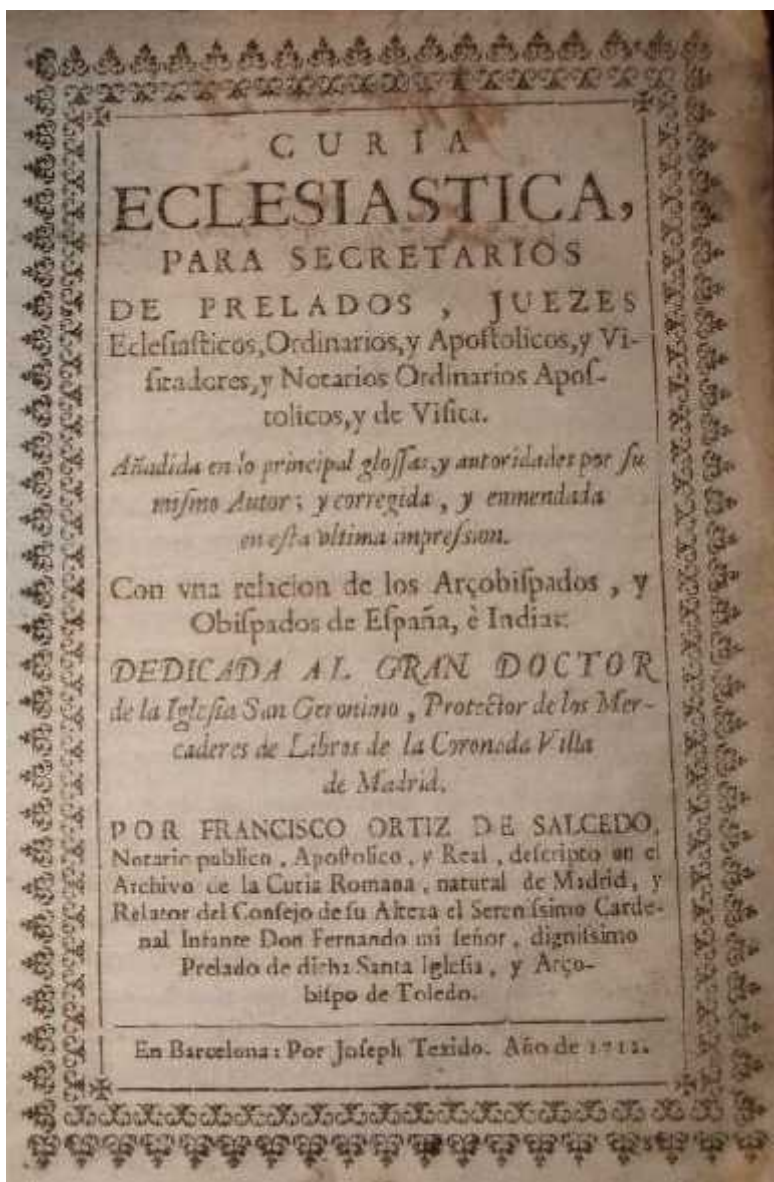 CURIA
ECLESIASTICA,
PARA SECRETARIOS
DE PRELADOS, JUEZES
Eclesiaſticos, Ordinarios, y Apoſtolicos, y Vi-
ſitadores, y Notarios Ordinarios Apoſ-
tolicos, y de Viſita.
Añadida en lo principal gloſſas, y autoridades por ſu
miſmo Autor; y corregida, y enmendada
en eſta vltima impreſsion.
Con vna relacion de los Arçobiſpados, y
Obiſpados de Eſpaña, è Indias:
DEDICADA AL GRAN DOCTOR
de la Igleſia San Geronimo, Protector de los Mer-
caderes de Libros de la Coronada Villa
de Madrid.
POR FRANCISCO ORTIZ DE SALCEDO,
Notario publico, Apoſtolico, y Real, deſcripto en el
Archivo de la Curia Romana, natural de Madrid, y
Relator del Conſejo de ſu Alteza el Sereniſsimo Carde-
nal Infante Don Fernando mi ſeñor, digniſsimo
Prelado de dicha Santa Igleſia, y Arço-
biſpo de Toledo.
En Barcelona: Por Joſeph Texido. Año de